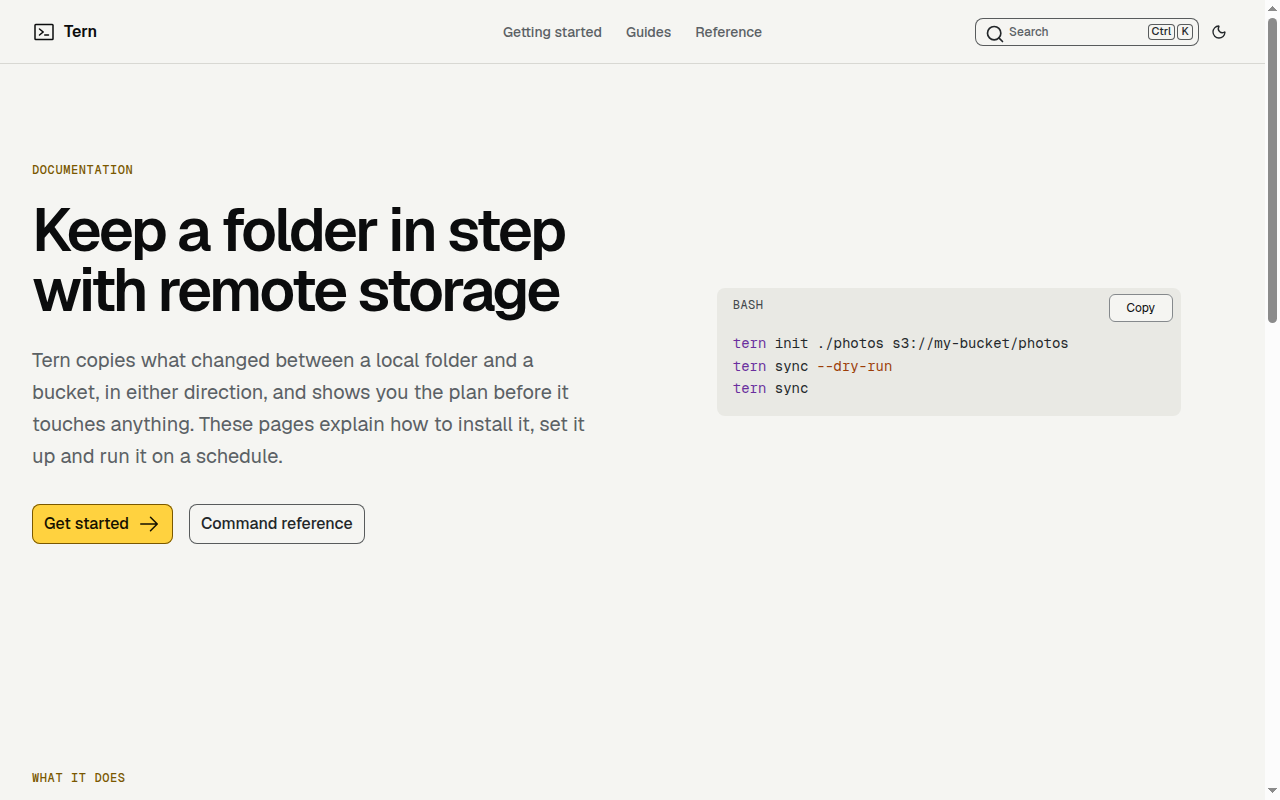 Tern
Getting started
Guides
Reference
Search
Ctrl K
DOCUMENTATION
Keep a folder in step
with remote storage
Tern copies what changed between a local folder and a
bucket, in either direction, and shows you the plan before it
touches anything. These pages explain how to install it, set it
up and run it on a schedule.
Get started
Command reference
BASH
Copy
tern init ./photos s3://my-bucket/photos
tern sync --dry-run
tern sync
WHAT IT DOES